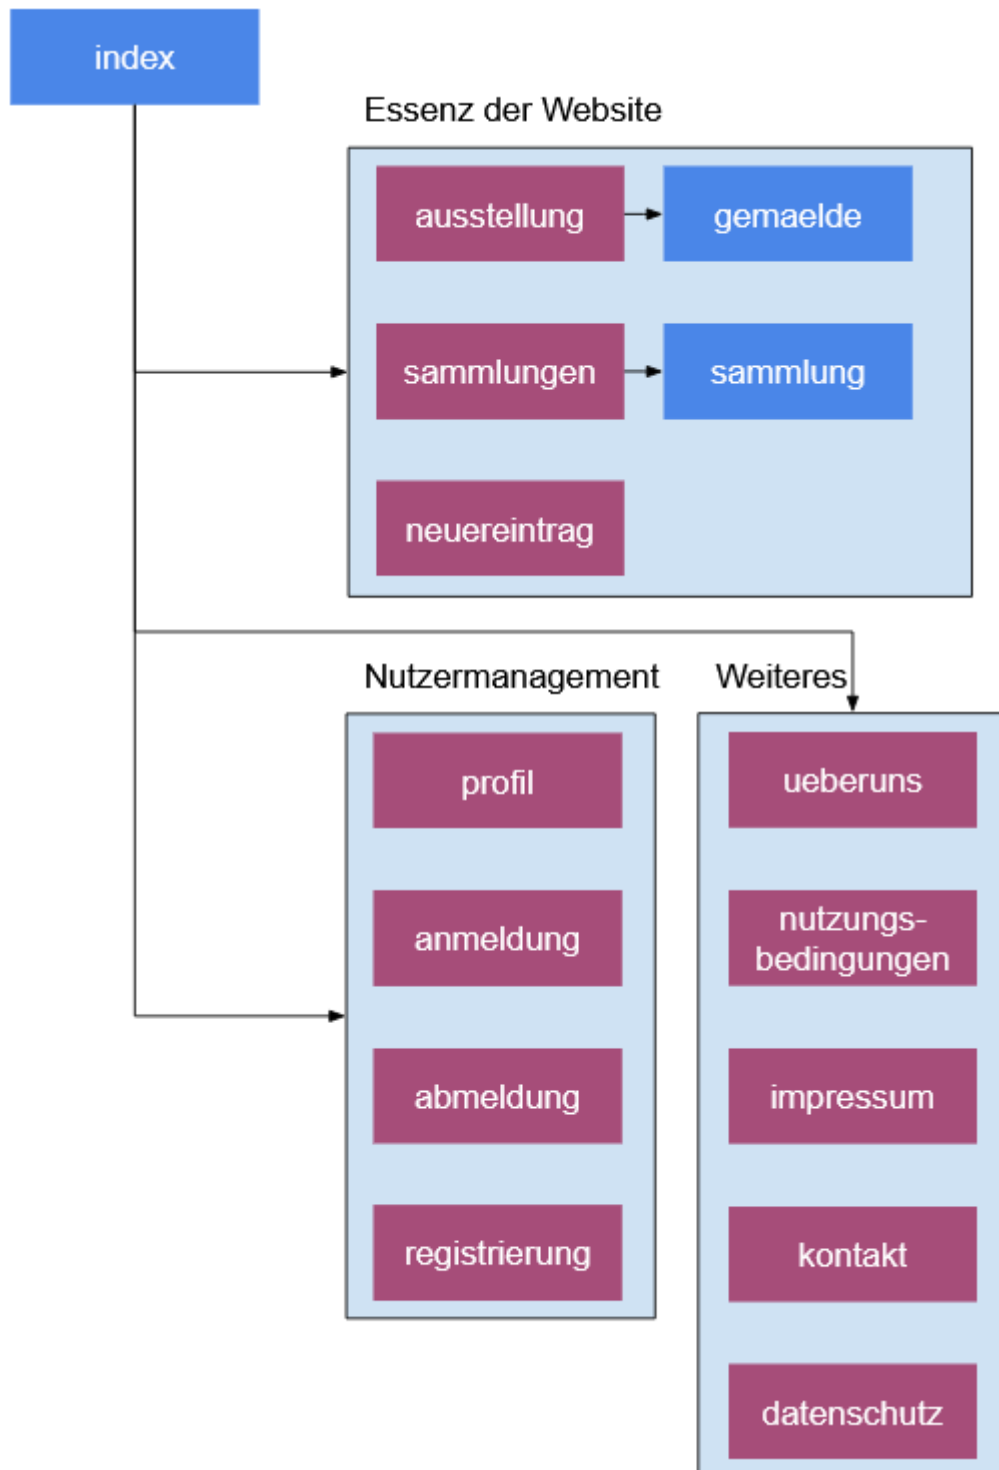 index
Essenz der Website
ausstellung
gemaelde
sammlungen
sammlung
neuereintrag
Nutzermanagement
Weiteres
profil
anmeldung
abmeldung
registrierung
ueberuns
nutzungs-
bedingungen
impressum
kontakt
datenschutz